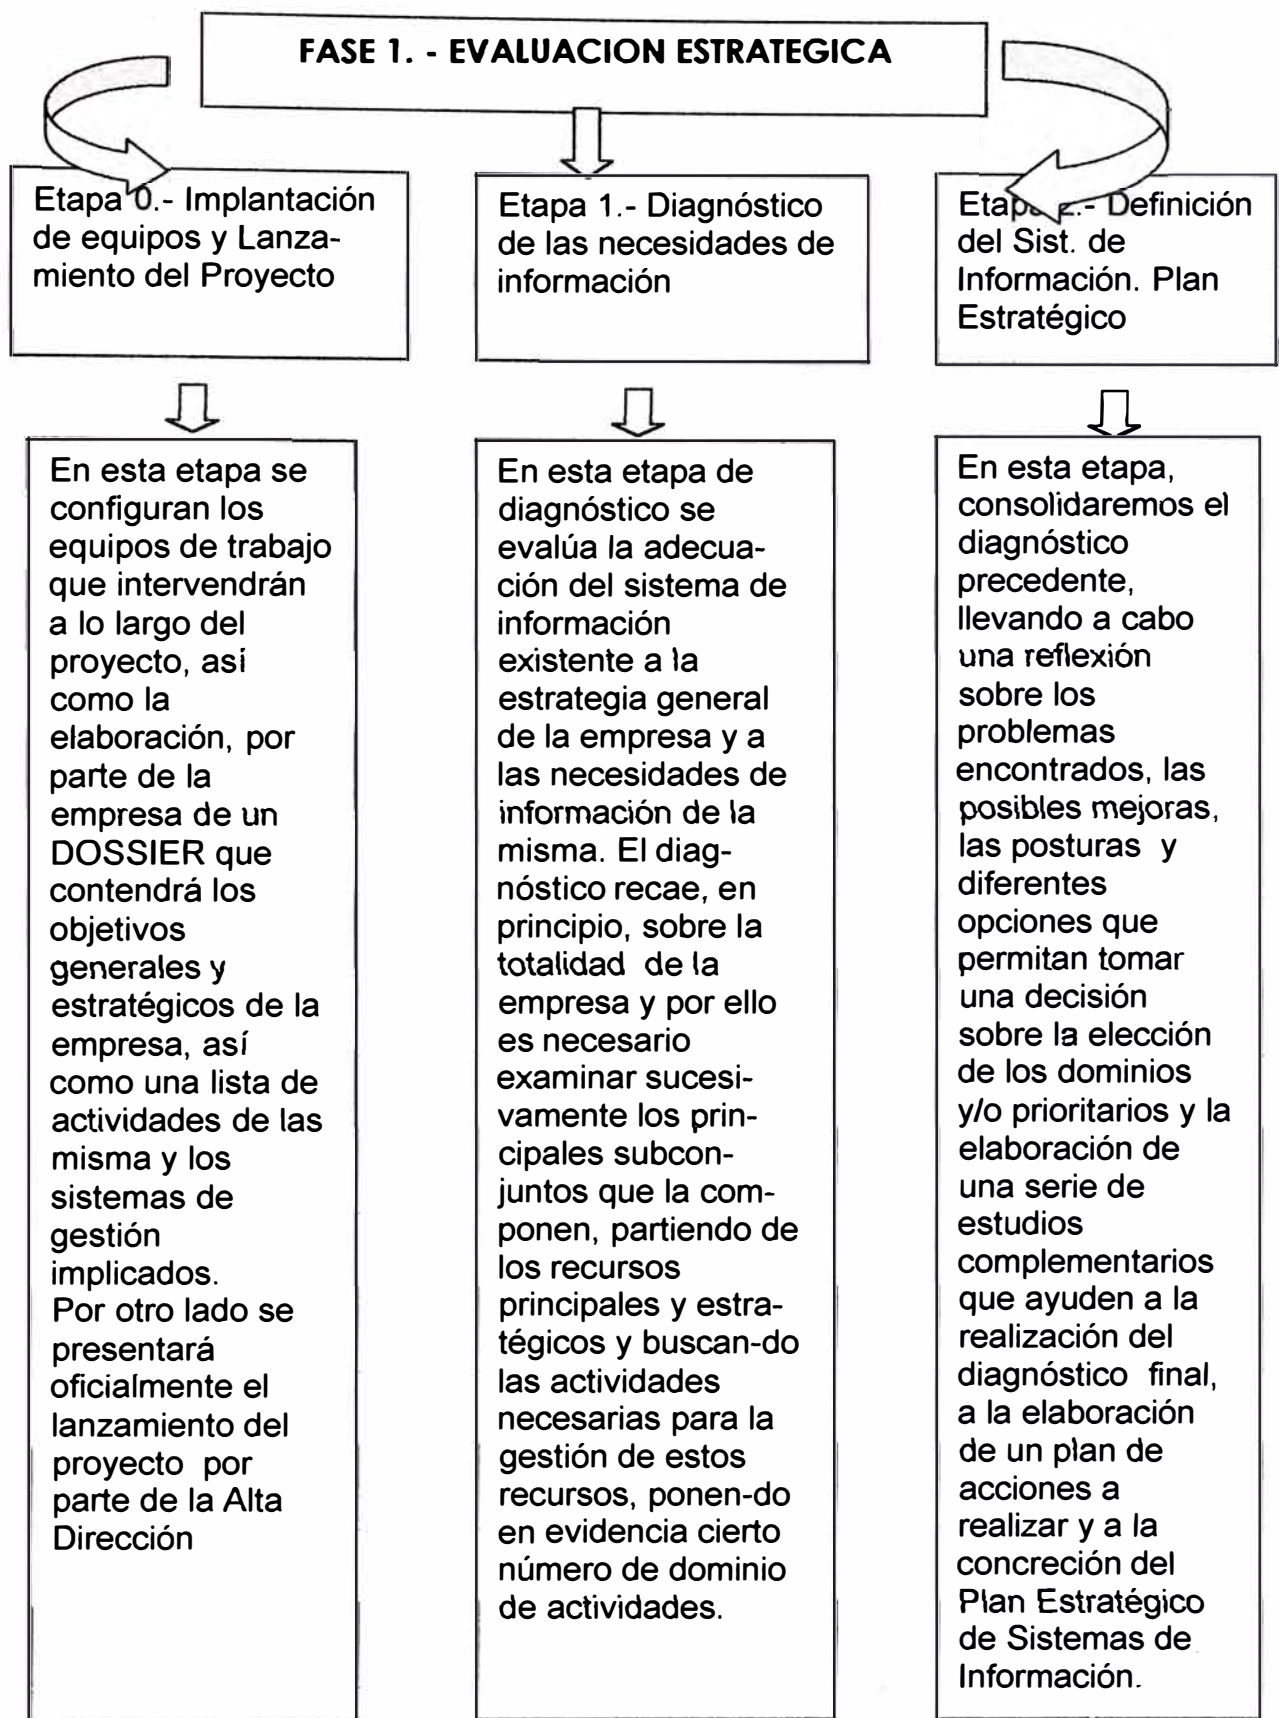 FASE 1. - EVALUACION ESTRATEGICA
Etapa 0.- Implantación
de equipos y Lanza-
miento del Proyecto
Etapa 1.- Diagnóstico
de las necesidades de
información
Etapa 2.- Definición
del Sist. de
Información. Plan
Estratégico
En esta etapa se
configuran los
equipos de trabajo
que intervendrán
a lo largo del
proyecto, así
como la
elaboración, por
parte de la
empresa de un
DOSSIER que
contendrá los
objetivos
generales y
estratégicos de la
empresa, así
como una lista de
actividades de las
misma y los
sistemas de
gestión
implicados.
Por otro lado se
presentará
oficialmente el
lanzamiento del
proyecto por
parte de la Alta
Dirección
En esta etapa de
diagnóstico se
evalúa la adecua-
ción del sistema de
información
existente a la
estrategia general
de la empresa y a
las necesidades de
información de la
misma. El diag-
nóstico recae, en
principio, sobre la
totalidad de la
empresa y por ello
es necesario
examinar sucesi-
vamente los prin-
cipales subcon-
juntos que la com-
ponen, partiendo de
los recursos
principales y estra-
tégicos y buscan-do
las actividades
necesarias para la
gestión de estos
recursos, ponen-do
en evidencia cierto
número de dominio
de actividades.
En esta etapa,
consolidaremos el
diagnóstico
precedente,
llevando a cabo
una reflexión
sobre los
problemas
encontrados, las
posibles mejoras,
las posturas y
diferentes
opciones que
permitan tomar
una decisión
sobre la elección
de los dominios
y/o prioritarios y la
elaboración de
una serie de
estudios
complementarios
que ayuden a la
realización del
diagnóstico final,
a la elaboración
de un plan de
acciones a
realizar y a la
concreción del
Plan Estratégico
de Sistemas de
Información.